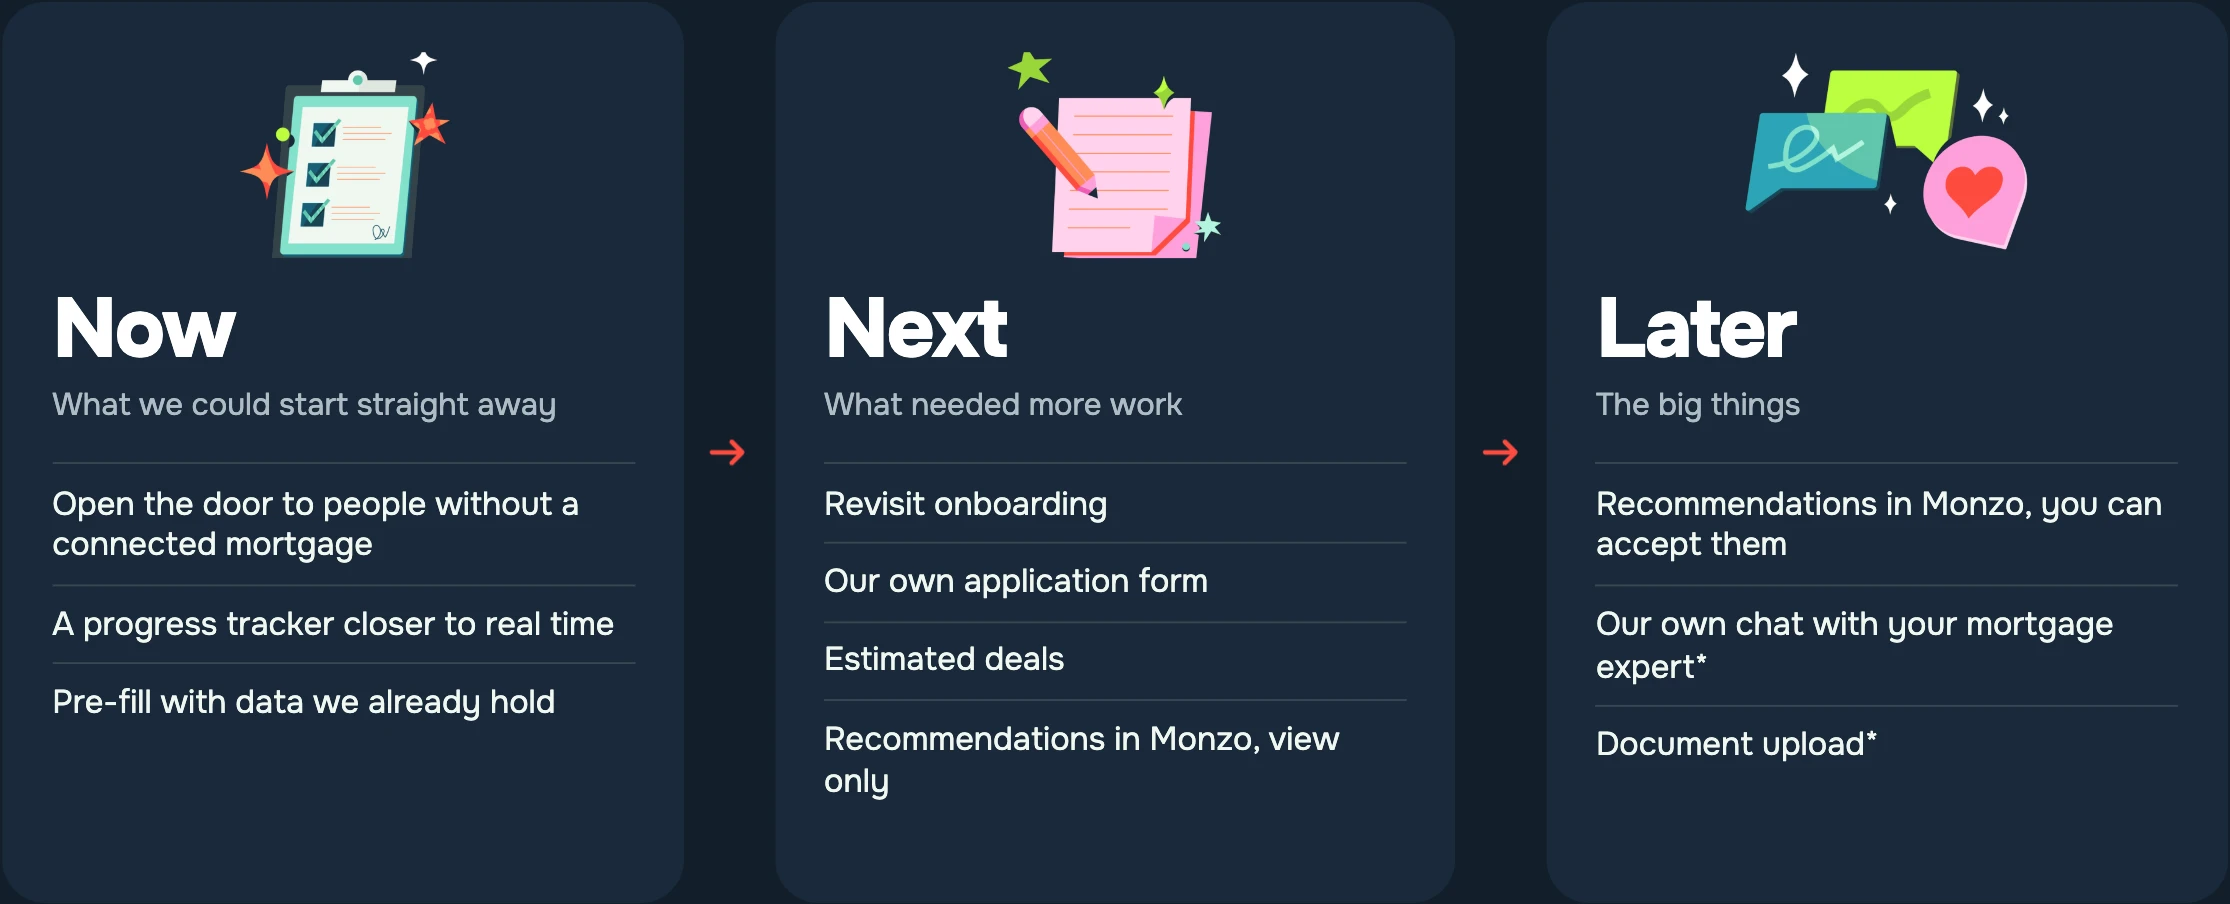 Now
What we could start straight away
Open the door to people without a
connected mortgage
A progress tracker closer to real time
Pre-fill with data we already hold
Next
What needed more work
Revisit onboarding
Our own application form
Estimated deals
Recommendations in Monzo, view
only
Later
The big things
Recommendations in Monzo, you can
accept them
Our own chat with your mortgage
expert*
Document upload*